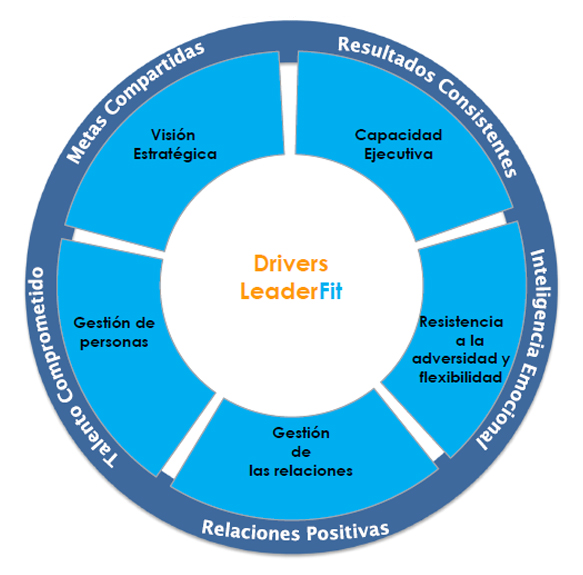 Metas Compartidas
Resultados Consistentes
Visión
Estratégica
Capacidad
Ejecutiva
Drivers
LeaderFit
Talento Comprometido
Gestión de
personas
Resistencia
a la
adversidad y
flexibilidad
Inteligencia Emocional
Gestión
de
las relaciones
Relaciones Positivas